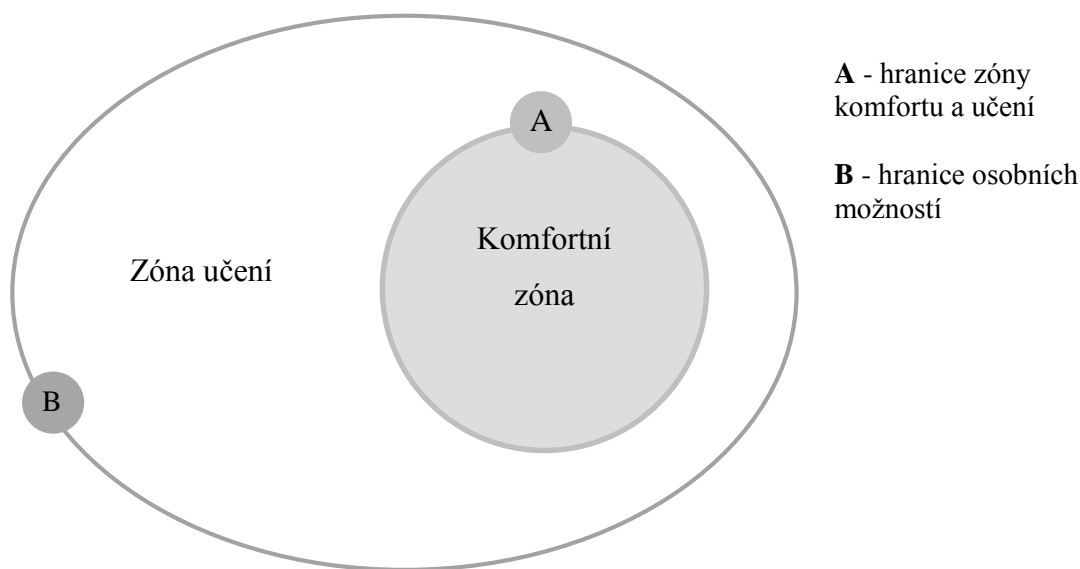 A
Komfortní
zóna
Zóna učení
B
A - hranice zóny
komfortu a učení
B - hranice osobních
možností